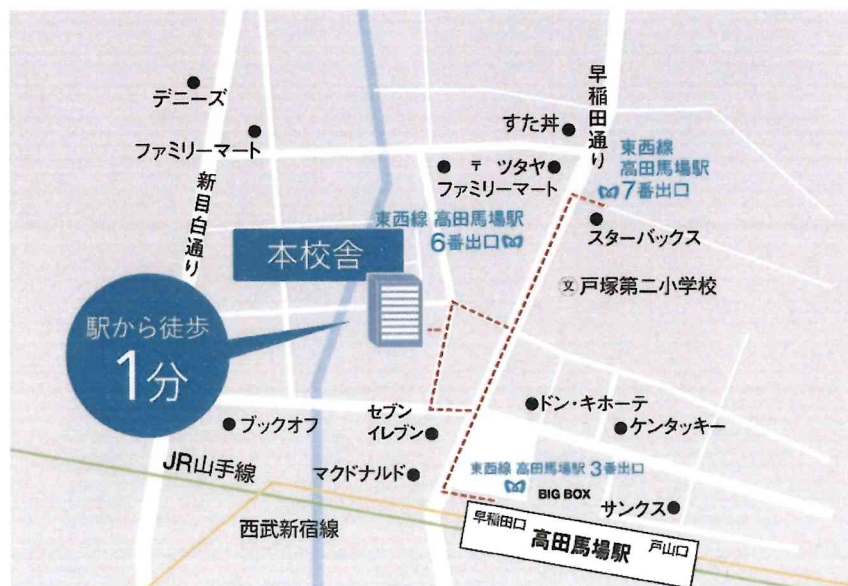 デニーズ
ファミリーマート
新目白通り
すた丼
早稲田通り
〒 ツタヤ
ファミリーマート
東西線
高田馬場駅
7番出口
東西線 高田馬場駅
6番出口
スターバックス
本校舎
文 戸塚第二小学校
駅から徒歩
1分
ドン・キホーテ
ケンタッキー
セブン
イレブン
ブックオフ
マクドナルド
JR山手線
西武新宿線
東西線 高田馬場駅 3番出口
BIG BOX
サンクス
早稲田口
高田馬場駅
戸山口